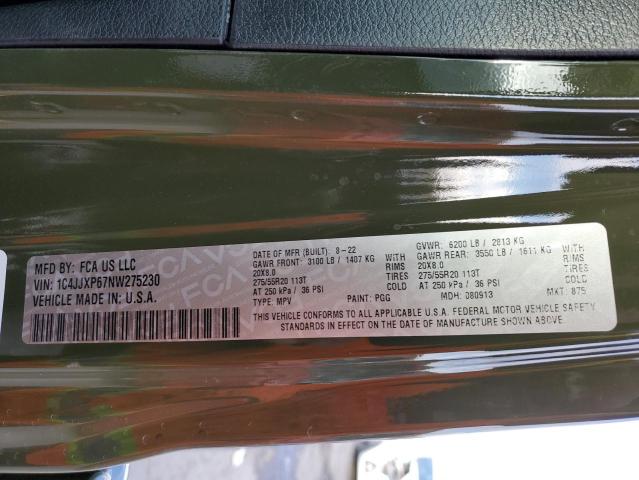 MFD BY: FCA US LLC
VIN: 1C4JJXP67NW275230
VEHICLE MADE IN: U.S.A.
DATE OF MFR (BUILT): 8-22
GAWR FRONT: 3100 LB / 1407 KG WITH
20X8.0 RIMS
275/55R20 113T TIRES
AT 250 kPa / 36 PSI
TYPE: MPV
GVWR: 6200 LB / 2813 KG
GAWR REAR: 3550 LB / 1611 KG WITH
20X8.0 RIMS
275/55R20 113T TIRES
AT 250 kPa / 36 PSI COLD
PAINT: PGG
MDH: 080913
MKT: 875
THIS VEHICLE CONFORMS TO ALL APPLICABLE U.S.A. FEDERAL MOTOR VEHICLE SAFETY
STANDARDS IN EFFECT ON THE DATE OF MANUFACTURE SHOWN ABOVE.